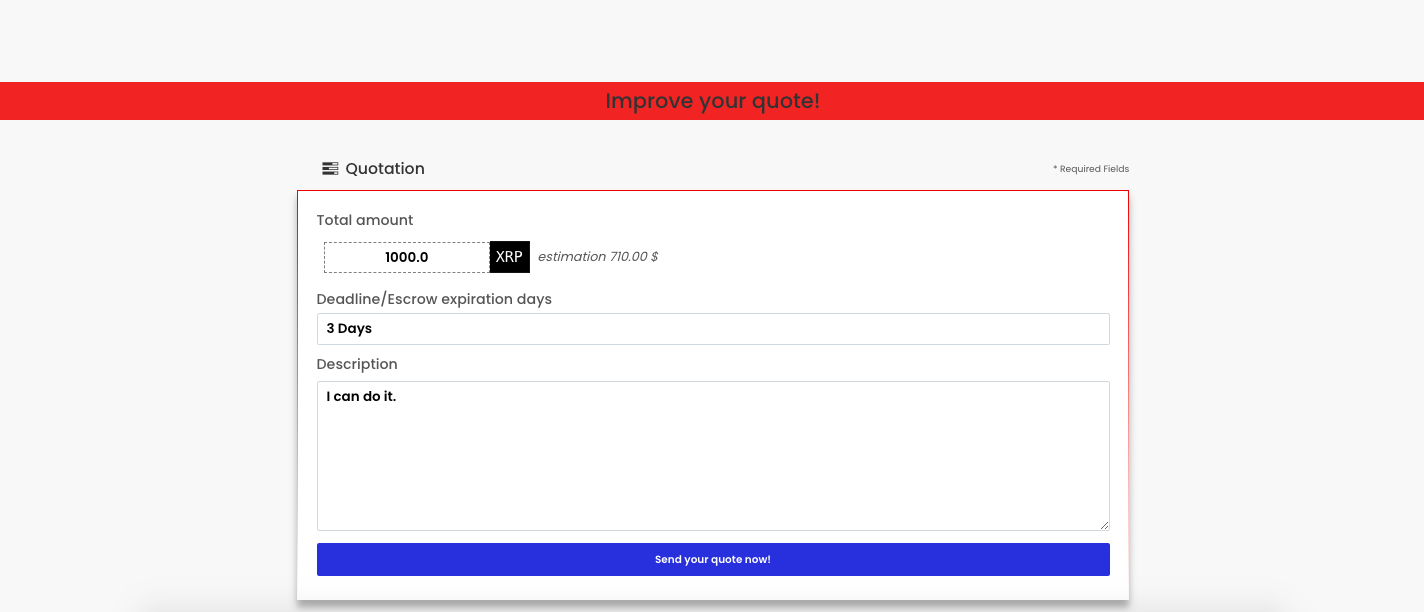 Improve your quote!
Quotation
* Required Fields
Total amount
1000.0 XRP estimation 710.00 $
Deadline/Escrow expiration days
3 Days
Description
I can do it.
Send your quote now!